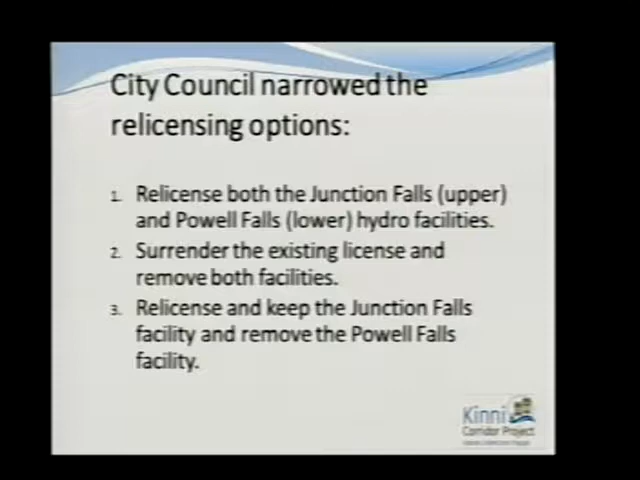 City Council narrowed the
relicensing options:
1. Relicense both the Junction Falls (upper)
and Powell Falls (lower) hydro facilities.
2. Surrender the existing license and
remove both facilities.
3. Relicense and keep the Junction Falls
facility and remove the Powell Falls
facility.
Kinni
Corridor Project